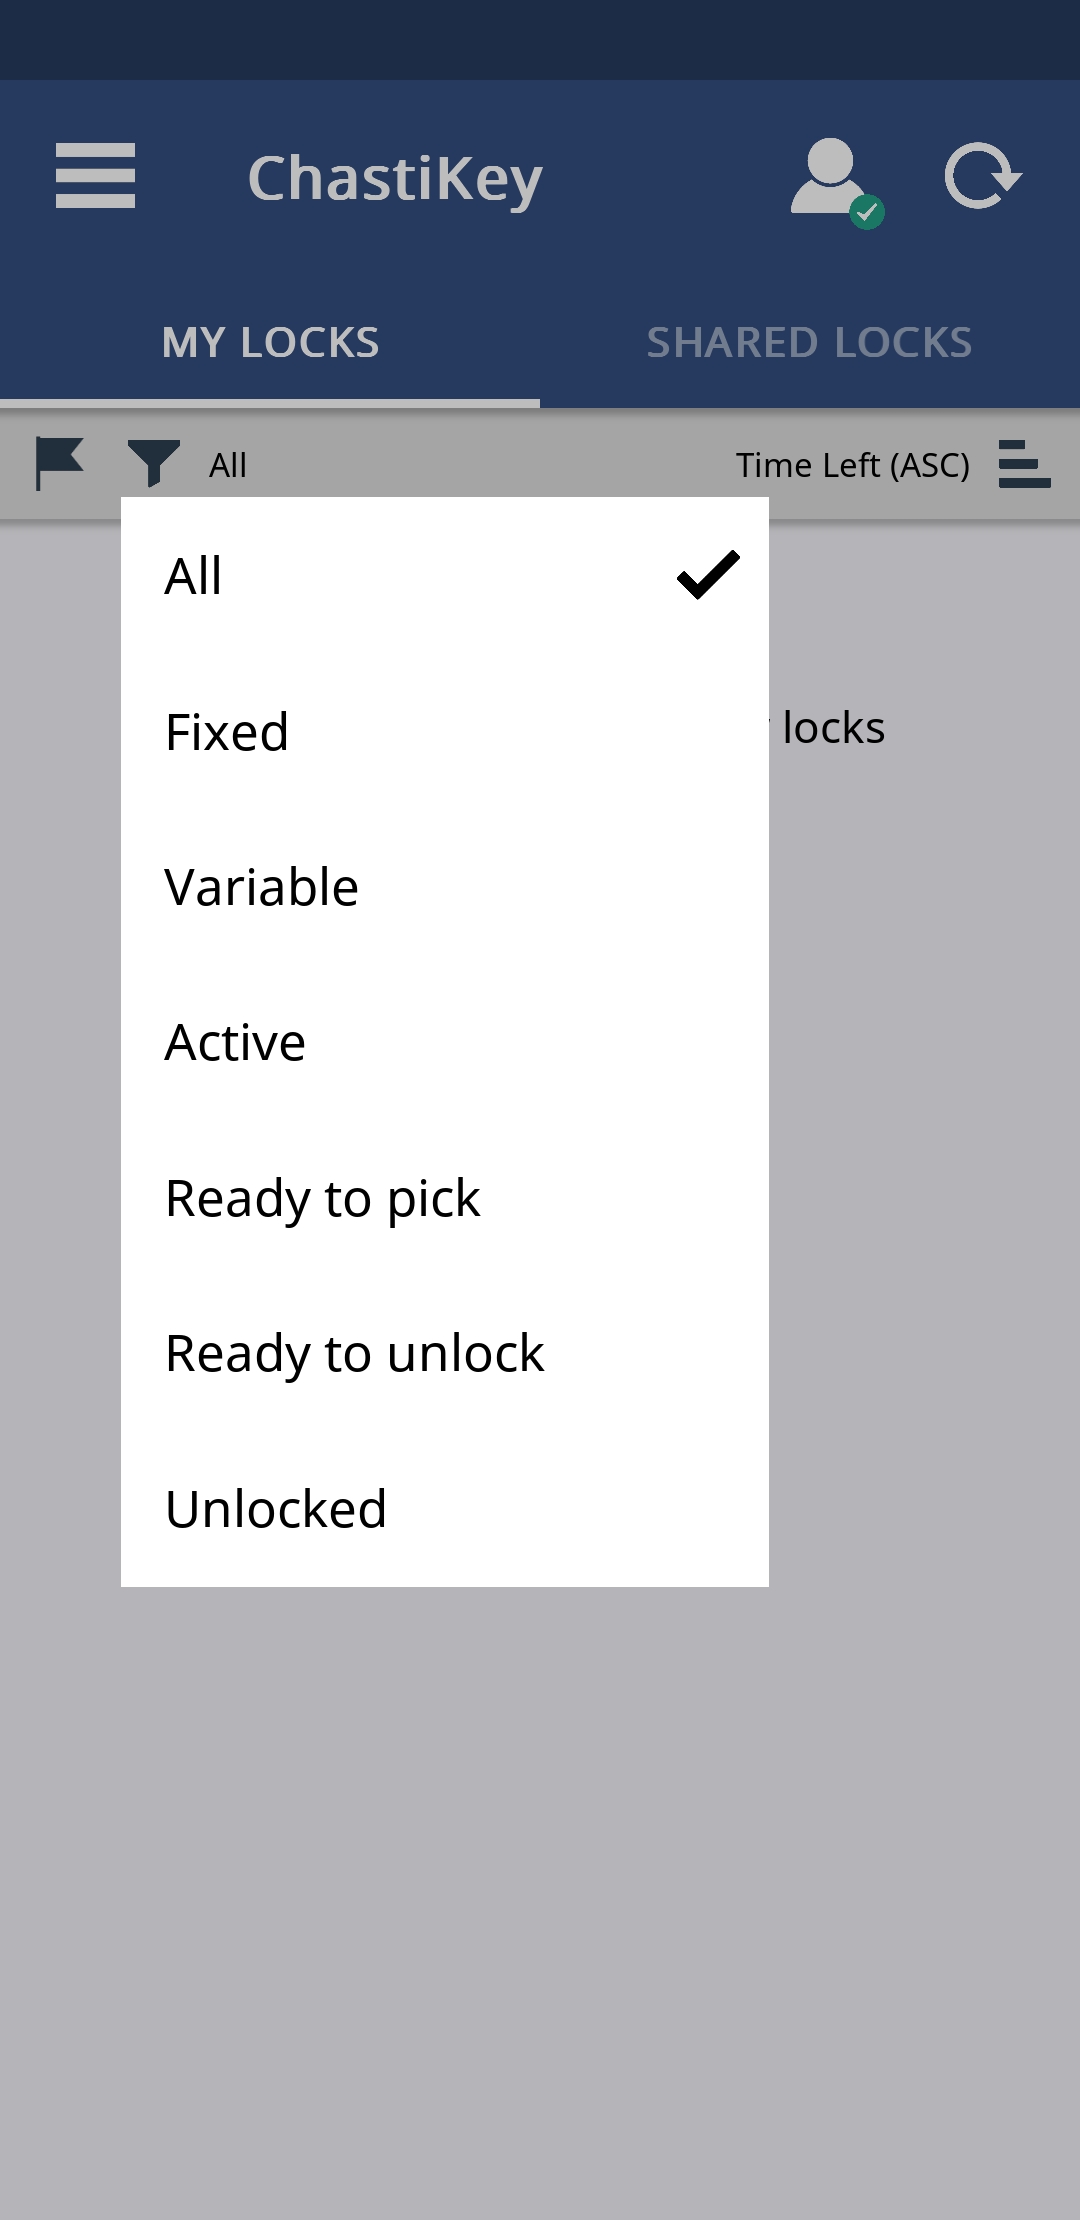 ChastiKey
MY LOCKS
SHARED LOCKS
All
Time Left (ASC)
All
Fixed
locks
Variable
Active
Ready to pick
Ready to unlock
Unlocked